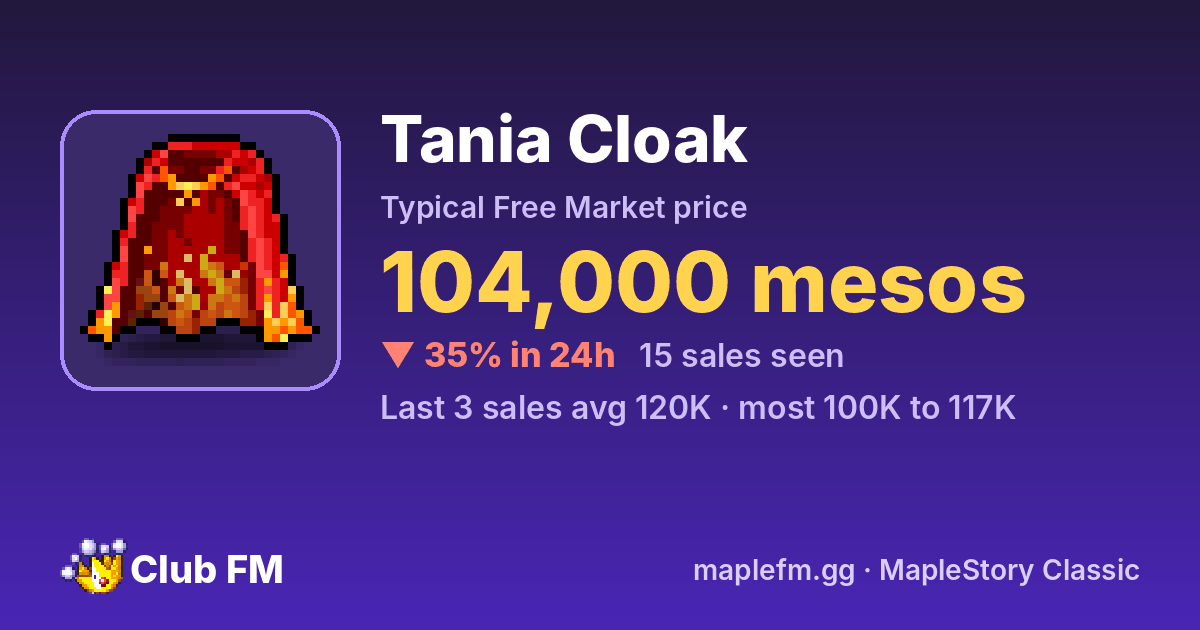 Tania Cloak
Typical Free Market price
104,000 mesos
▼ 35% in 24h 15 sales seen
Last 3 sales avg 120K · most 100K to 117K
Club FM
maplefm.gg · MapleStory Classic